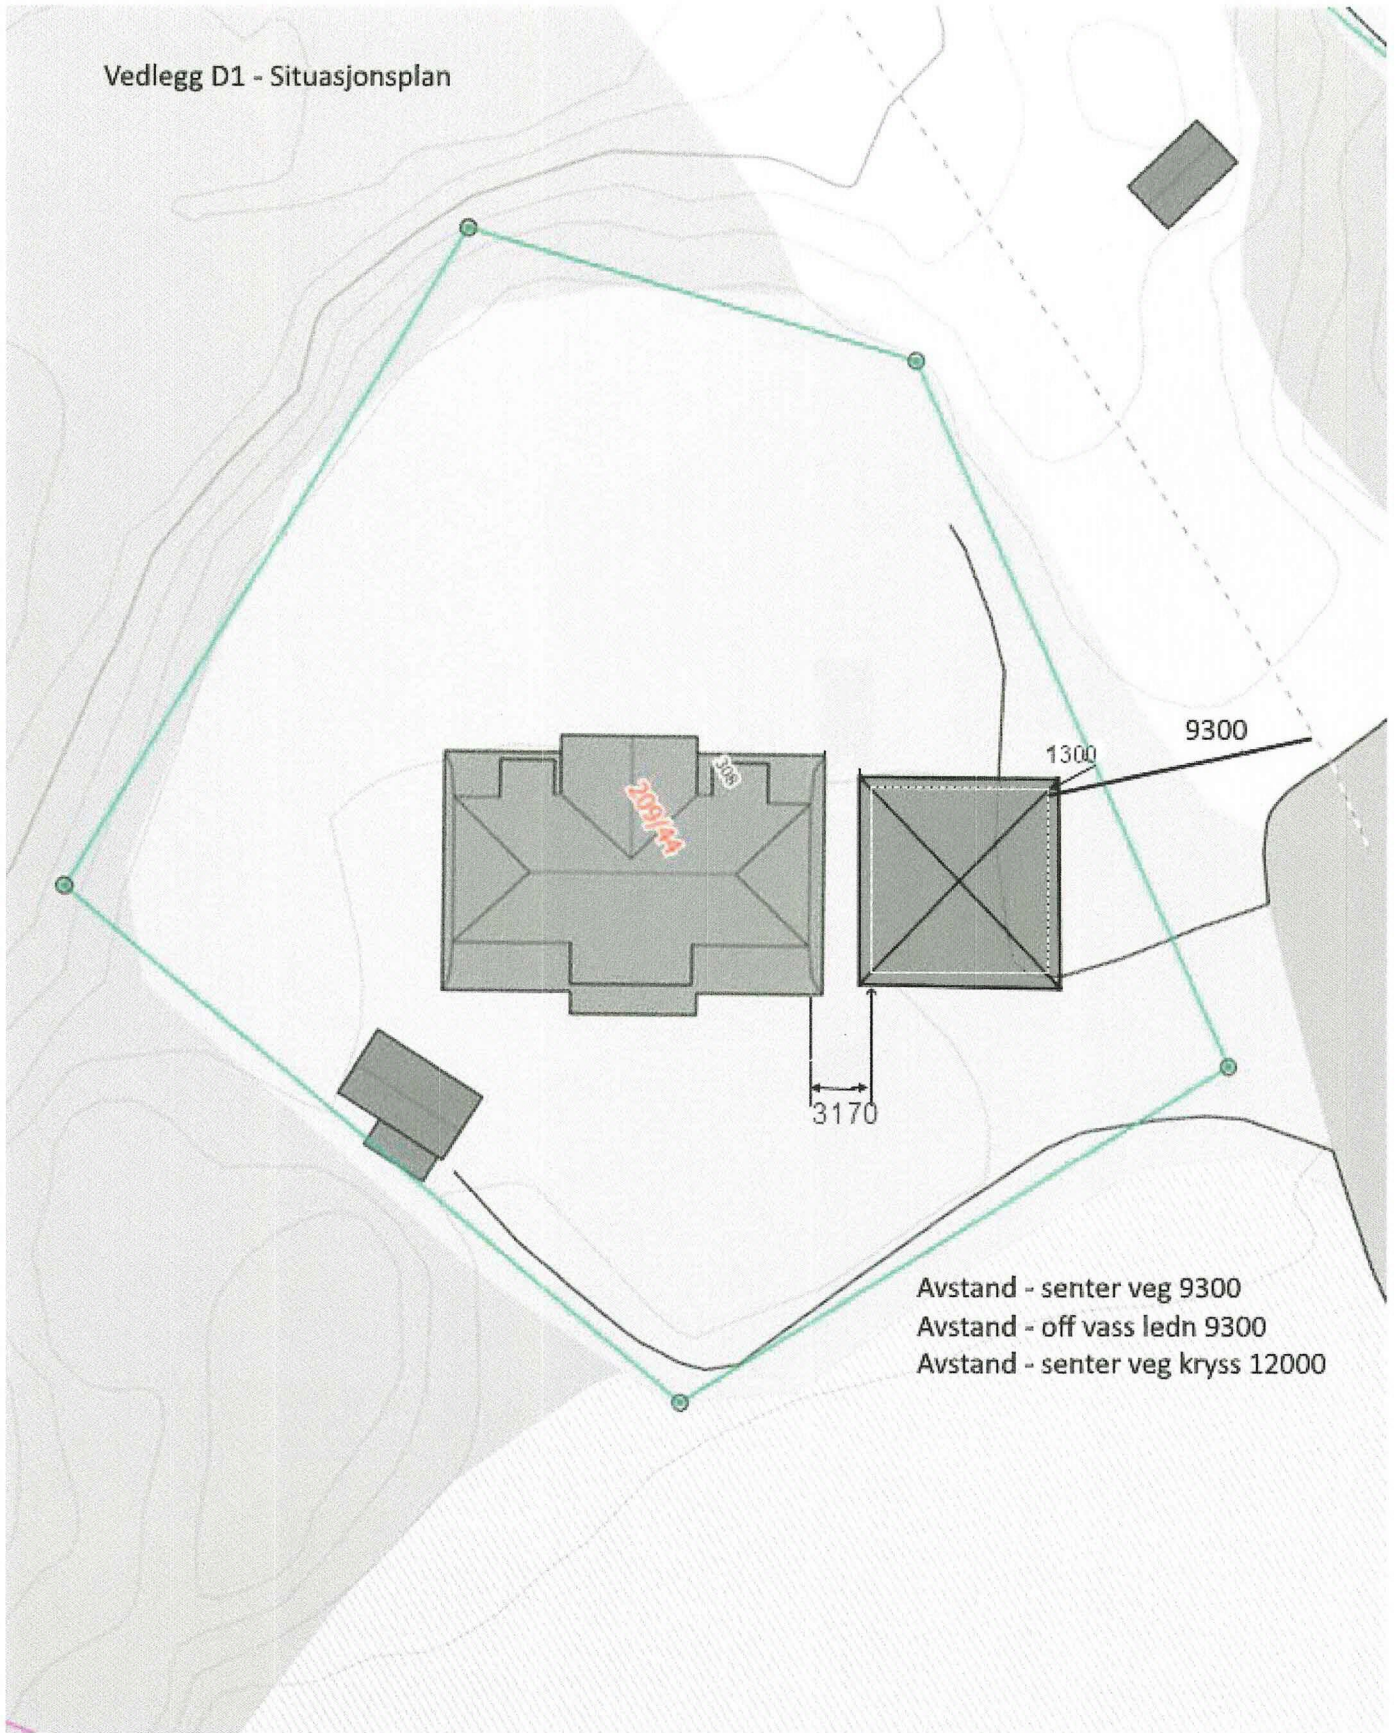 Vedlegg D1 - Situasjonsplan
9300
1300
308
209/44
3170
Avstand - senter veg 9300
Avstand - off vass ledn 9300
Avstand - senter veg kryss 12000